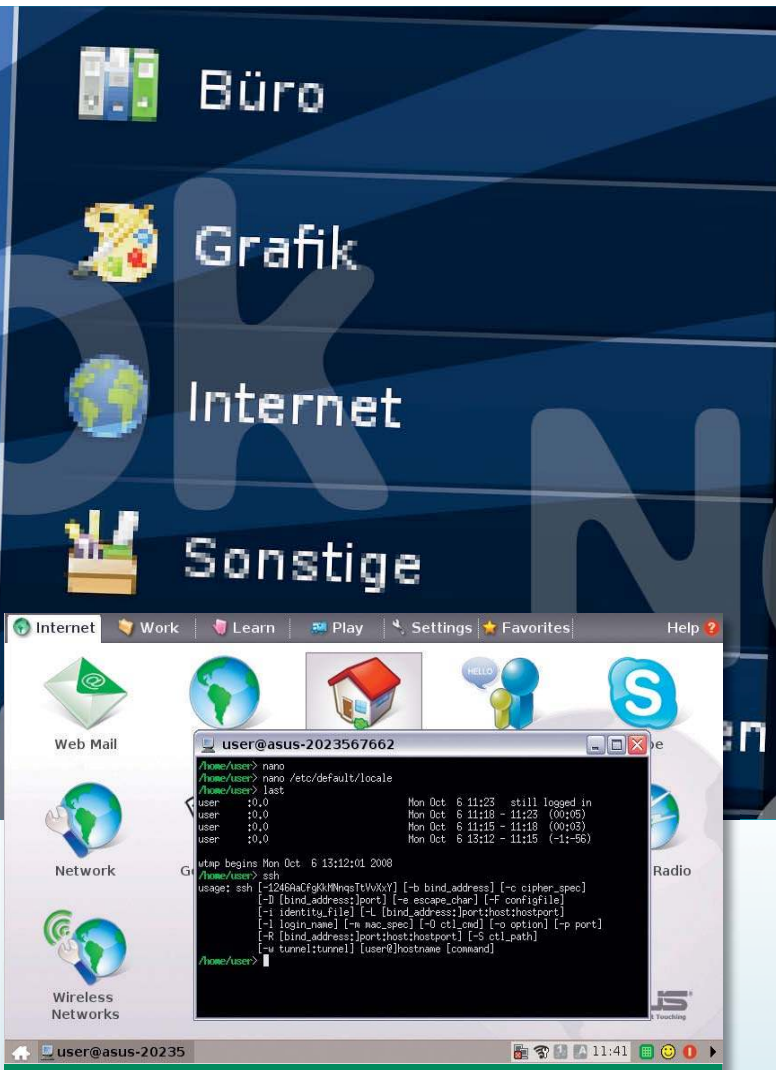 Büro
Grafik
Internet
Sonstige
en
ok
N
Internet Work Learn Play Settings Favorites Help ?
HELLO
Web Mail
user@asus-2023567662
/home/user> nano
/home/user> nano /etc/default/locale
/home/user> last
user :0.0 Mon Oct 6 11:23 still logged in
user :0.0 Mon Oct 6 11:18 - 11:23 (00:05)
user :0.0 Mon Oct 6 11:15 - 11:18 (00:03)
user :0.0 Mon Oct 6 13:12 - 11:15 (-1:-56)
wtmp begins Mon Oct 6 13:12:01 2008
/home/user> ssh
usage: ssh [-1246AaCfgKkMNnqsTtVvXxY] [-b bind_address] [-c cipher_spec]
[-D [bind_address:]port] [-e escape_char] [-F configfile]
[-i identity_file] [-L [bind_address:]port:host:hostport]
[-l login_name] [-m mac_spec] [-O ctl_cmd] [-o option] [-p port]
[-R [bind_address:]port:host:hostport] [-S ctl_path]
[-w tunnel:tunnel] [user@]hostname [command]
/home/user>
Network
Radio
Wireless
Networks
user@asus-20235 11:41